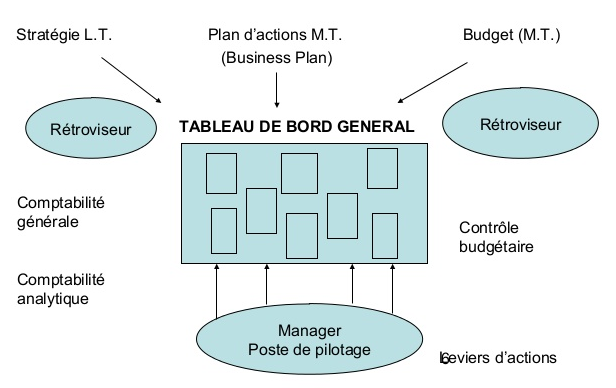 Stratégie L.T.
Plan d'actions M.T.
(Business Plan)
Budget (M.T.)
Rétroviseur
TABLEAU DE BORD GENERAL
Rétroviseur
Comptabilité
générale
Contrôle
budgétaire
Comptabilité
analytique
Manager
Poste de pilotage
6
Leviers d'actions